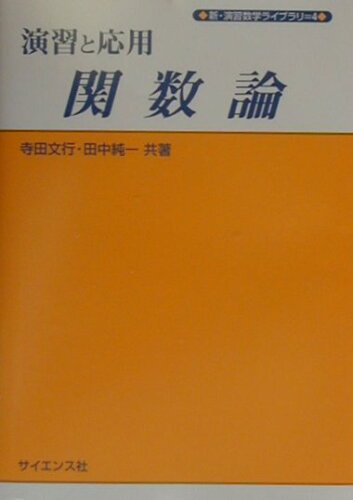 ◆新・演習数学ライブラリ=4◆
演習と応用
関数論
寺田文行・田中純一 共著
サイエンス社